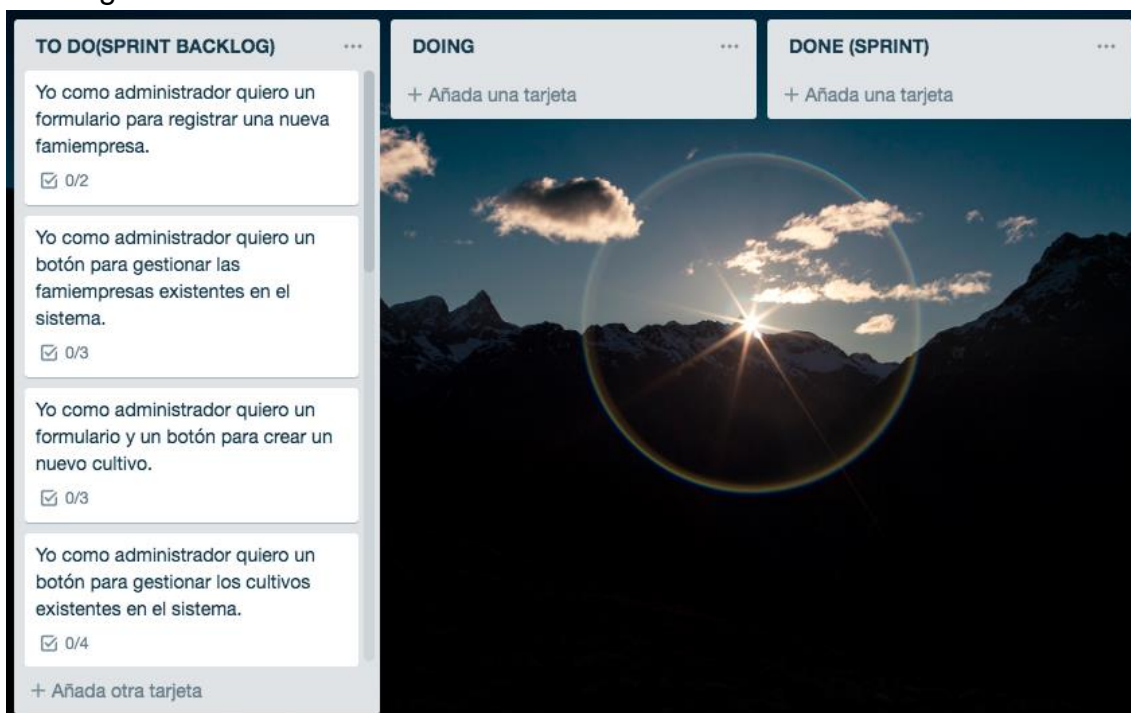 TO DO(SPRINT BACKLOG)
Yo como administrador quiero un
formulario para registrar una nueva
famiempresa.
0/2
Yo como administrador quiero un
botón para gestionar las
famiempresas existentes en el
sistema.
0/3
Yo como administrador quiero un
formulario y un botón para crear un
nuevo cultivo.
0/3
Yo como administrador quiero un
botón para gestionar los cultivos
existentes en el sistema.
0/4
+ Añada otra tarjeta
DOING
+ Añada una tarjeta
DONE (SPRINT)
+ Añada una tarjeta